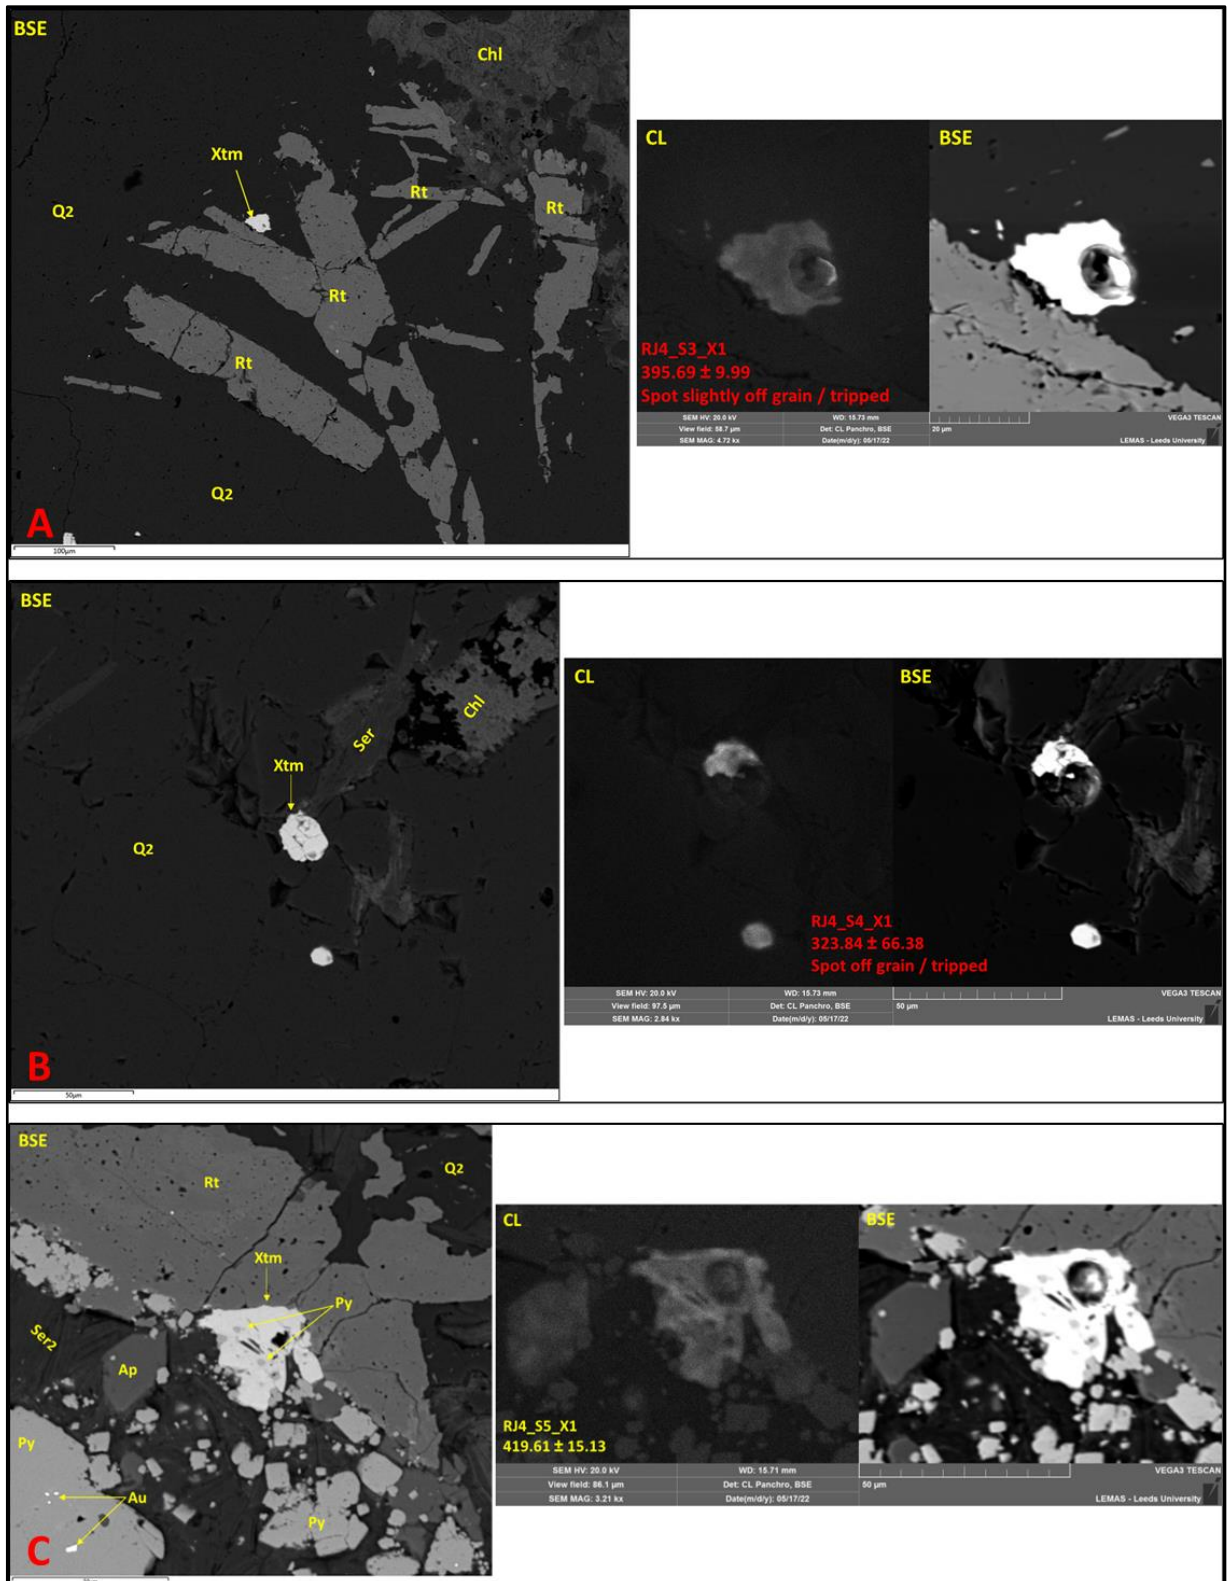 BSE
Chl
Xtm
Rt
Rt
Q2
Rt
Rt
Q2
A
100µm
CL
BSE
RJ4_S3_X1
395.69 ± 9.99
Spot slightly off grain / tripped
SEM HV: 20.0 kV
WD: 15.73 mm
VEGA3 TESCAN
View field: 58.7 µm
Det: CL Panchro, BSE
20 µm
SEM MAG: 4.72 kx
Date(m/d/y): 05/17/22
LEMAS - Leeds University
BSE
Chl
Ser
Xtm
Q2
B
50µm
CL
BSE
RJ4_S4_X1
323.84 ± 66.38
Spot off grain / tripped
SEM HV: 20.0 kV
WD: 15.73 mm
VEGA3 TESCAN
View field: 97.5 µm
Det: CL Panchro, BSE
50 µm
SEM MAG: 2.84 kx
Date(m/d/y): 05/17/22
LEMAS - Leeds University
BSE
Q2
Rt
Xtm
Py
Ser2
Ap
Py
Au
Py
C
CL
BSE
RJ4_S5_X1
419.61 ± 15.13
SEM HV: 20.0 kV
WD: 15.71 mm
VEGA3 TESCAN
View field: 86.1 µm
Det: CL Panchro, BSE
50 µm
SEM MAG: 3.21 kx
Date(m/d/y): 05/17/22
LEMAS - Leeds University